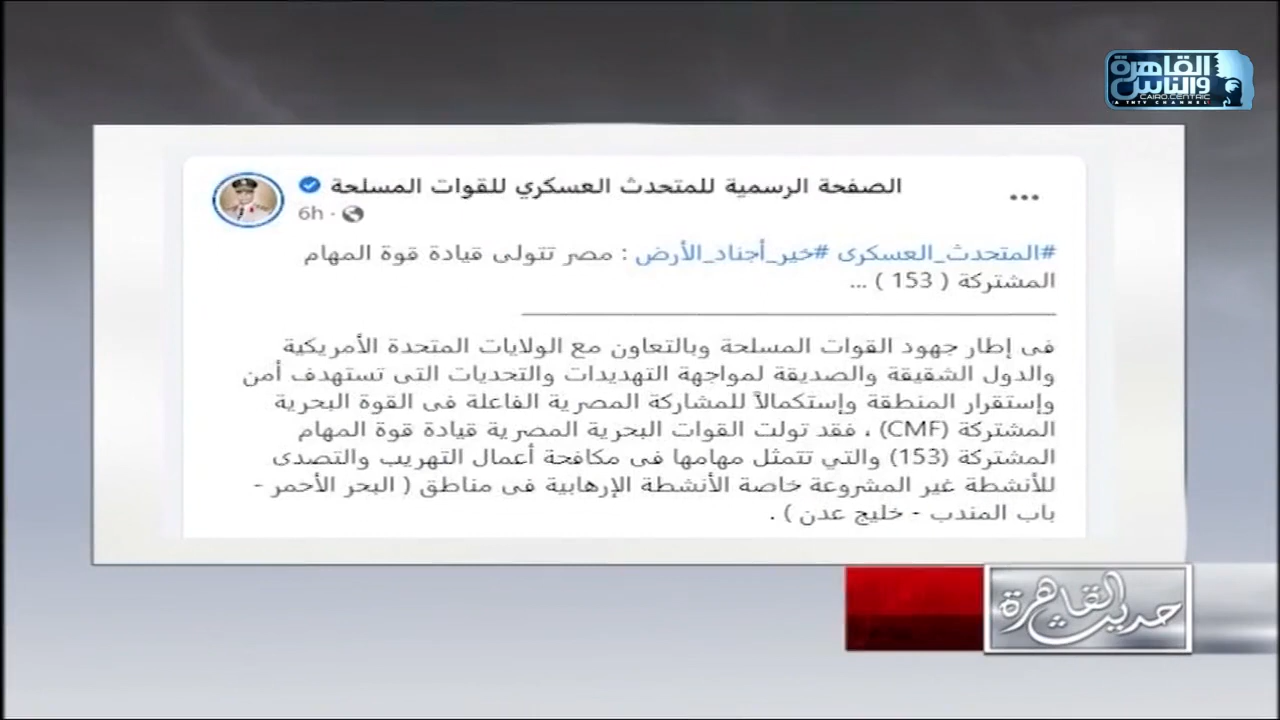 القاهرة
والناس
CAIRO.CENTRIC
A TNTV CHANNEL
الصفحة الرسمية للمتحدث العسكري للقوات المسلحة
6h ·
#المتحدث_العسكرى #خير_أجناد_الأرض : مصر تتولى قيادة قوة المهام
المشتركة ( 153 ) ...
فى إطار جهود القوات المسلحة وبالتعاون مع الولايات المتحدة الأمريكية
والدول الشقيقة والصديقة لمواجهة التهديدات والتحديات التى تستهدف أمن
وإستقرار المنطقة وإستكمالاً للمشاركة المصرية الفاعلة فى القوة البحرية
المشتركة (CMF) ، فقد تولت القوات البحرية المصرية قيادة قوة المهام
المشتركة (153) والتي تتمثل مهامها فى مكافحة أعمال التهريب والتصدى
للأنشطة غير المشروعة خاصة الأنشطة الإرهابية فى مناطق ( البحر الأحمر -
باب المندب - خليج عدن ) .
حديث القاهرة